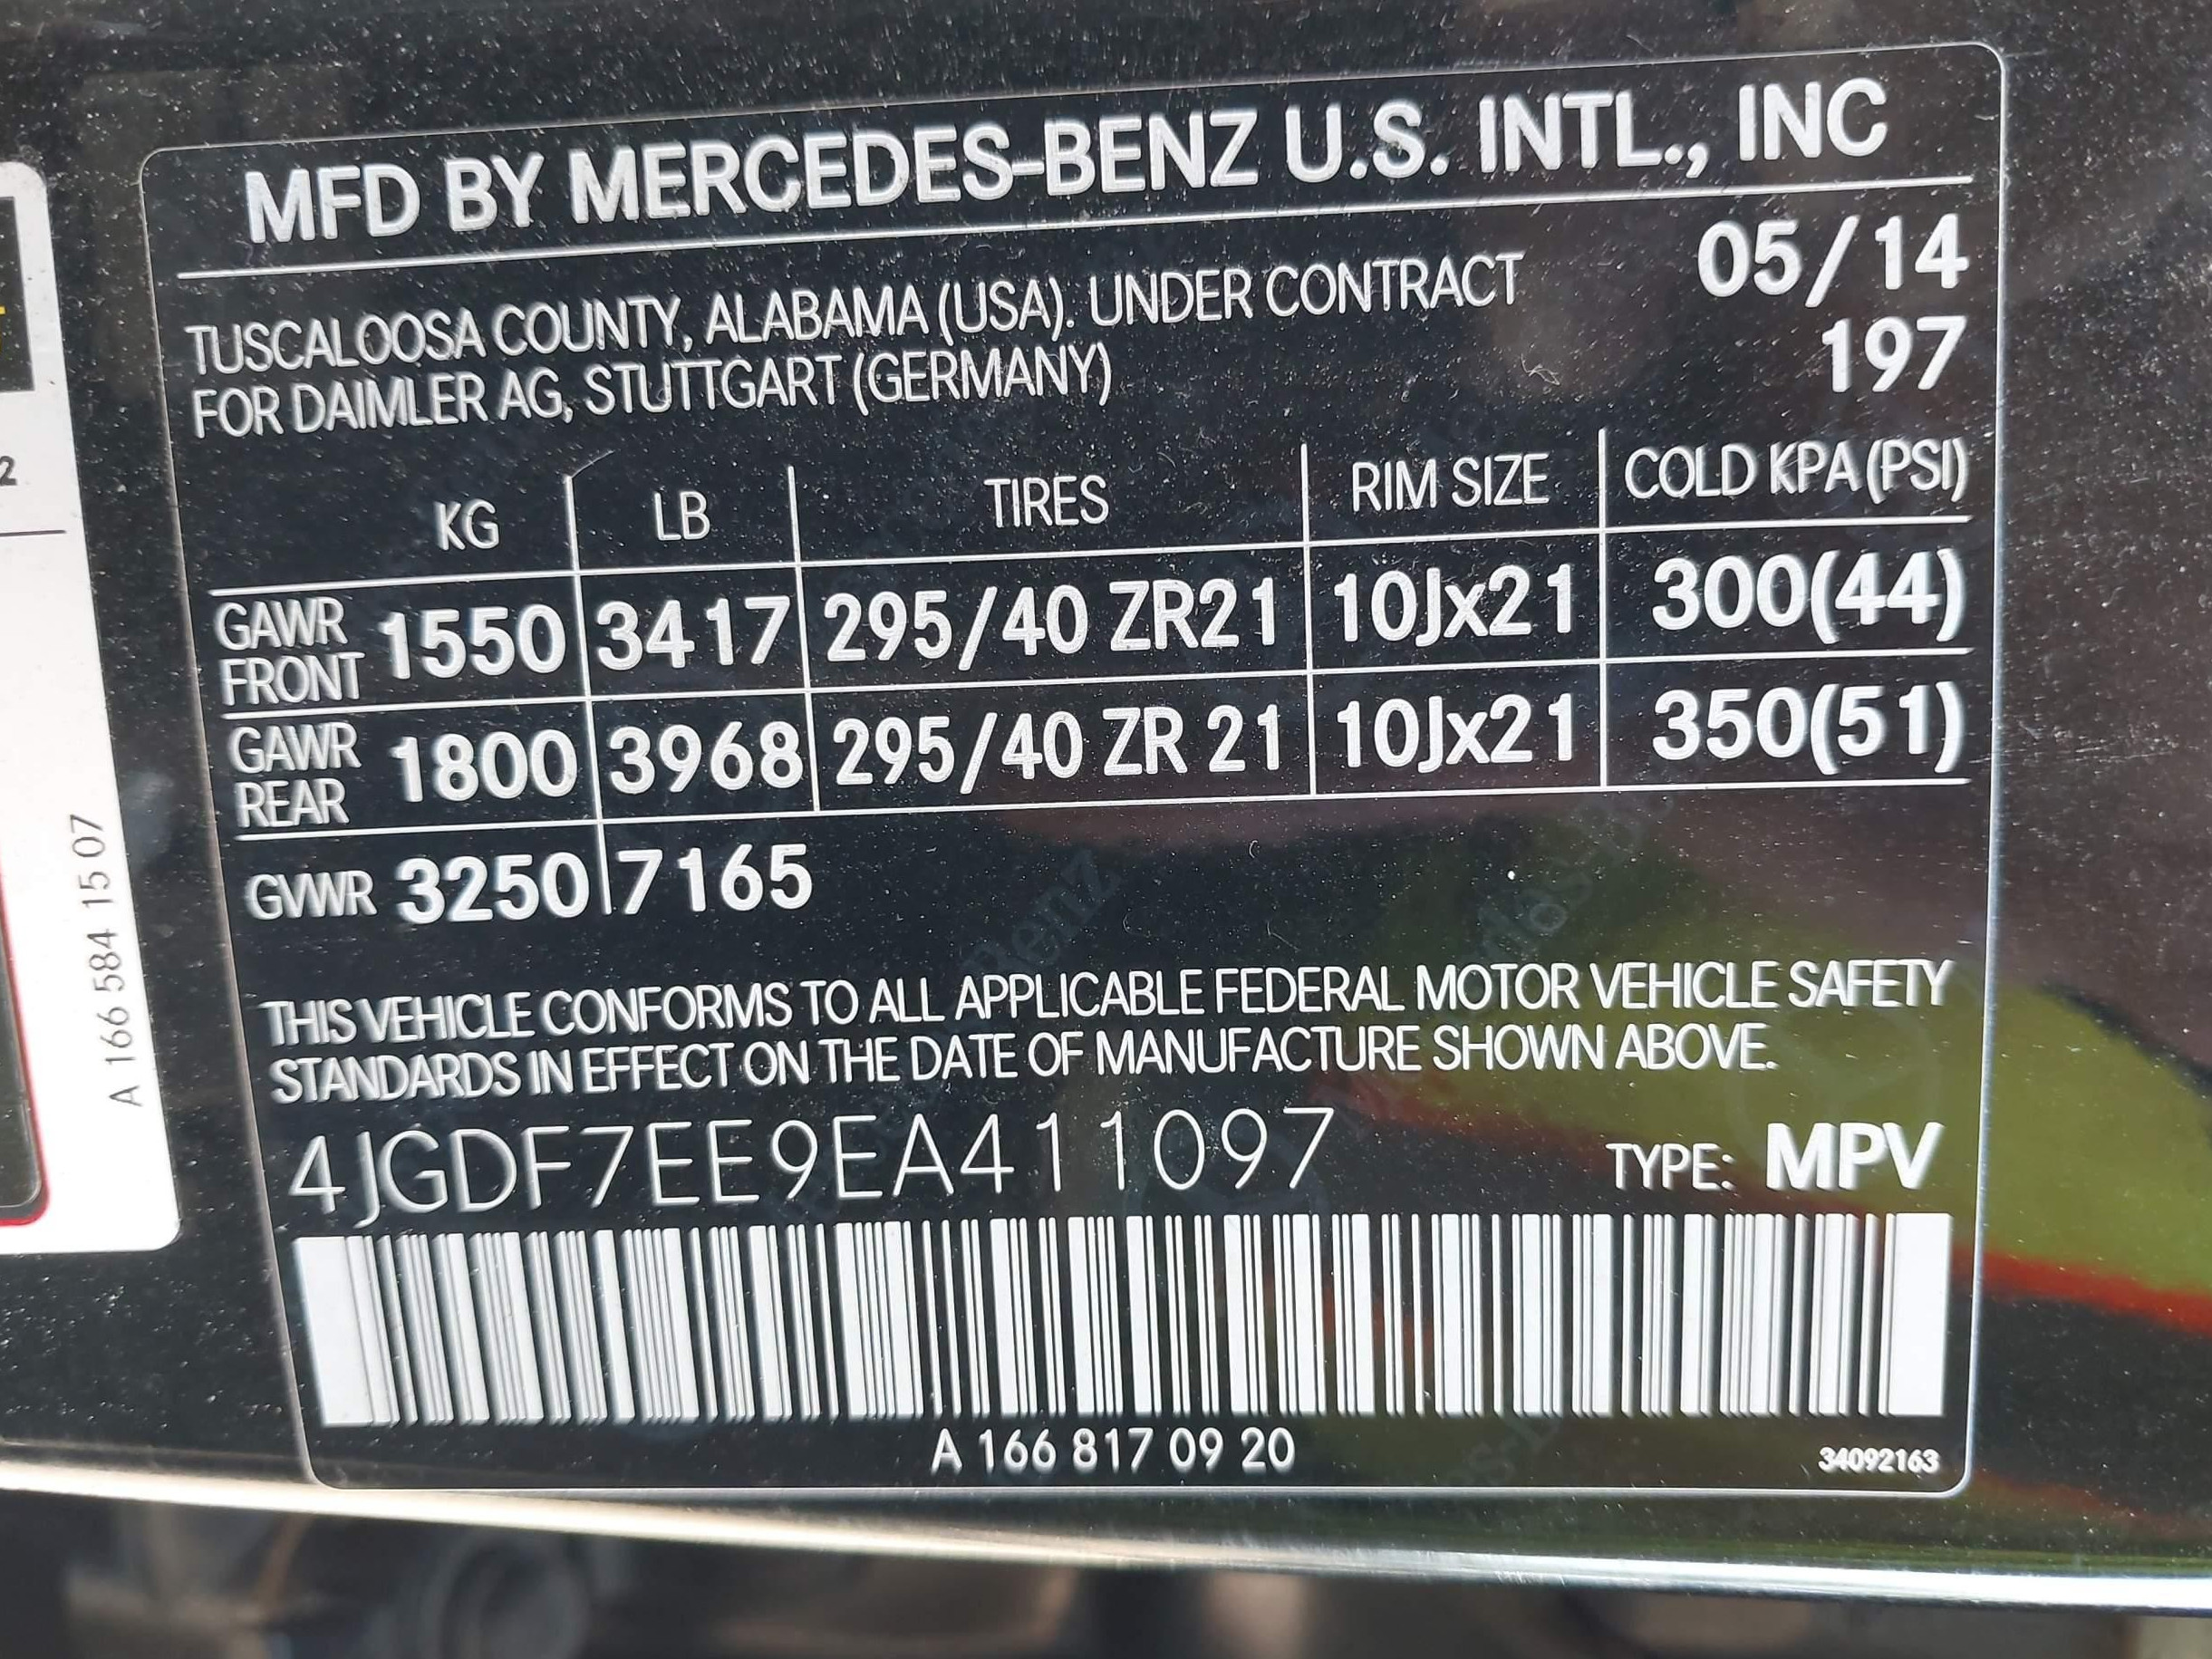 MFD BY MERCEDES-BENZ U.S. INTL., INC
TUSCALOOSA COUNTY, ALABAMA (USA). UNDER CONTRACT
FOR DAIMLER AG, STUTTGART (GERMANY)
05/14
197
KG LB TIRES RIM SIZE COLD KPA (PSI)
GAWR FRONT 1550 3417 295/40 ZR21 10Jx21 300(44)
GAWR REAR 1800 3968 295/40 ZR 21 10Jx21 350(51)
GVWR 3250 7165
THIS VEHICLE CONFORMS TO ALL APPLICABLE FEDERAL MOTOR VEHICLE SAFETY
STANDARDS IN EFFECT ON THE DATE OF MANUFACTURE SHOWN ABOVE.
4JGDF7EE9EA411097 TYPE: MPV
A 166 817 09 20
34092163
2
A 166 584 15 07